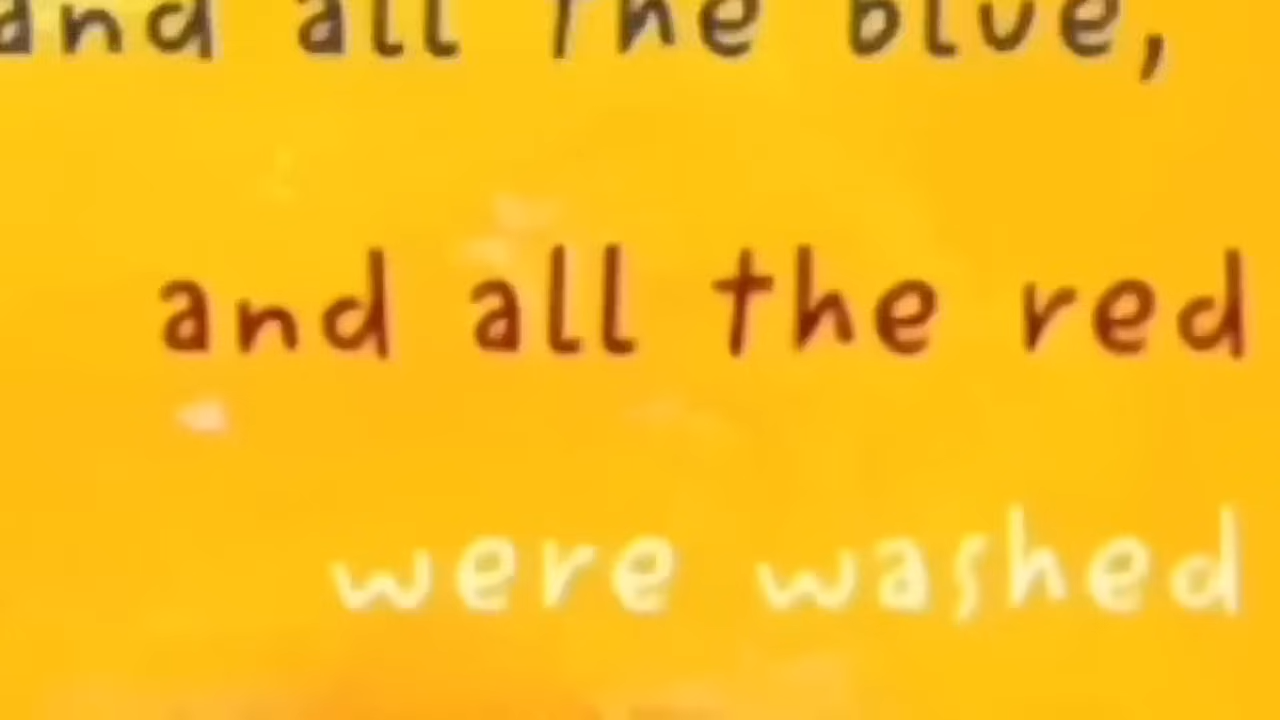 and all the blue,
and all the red
were washed